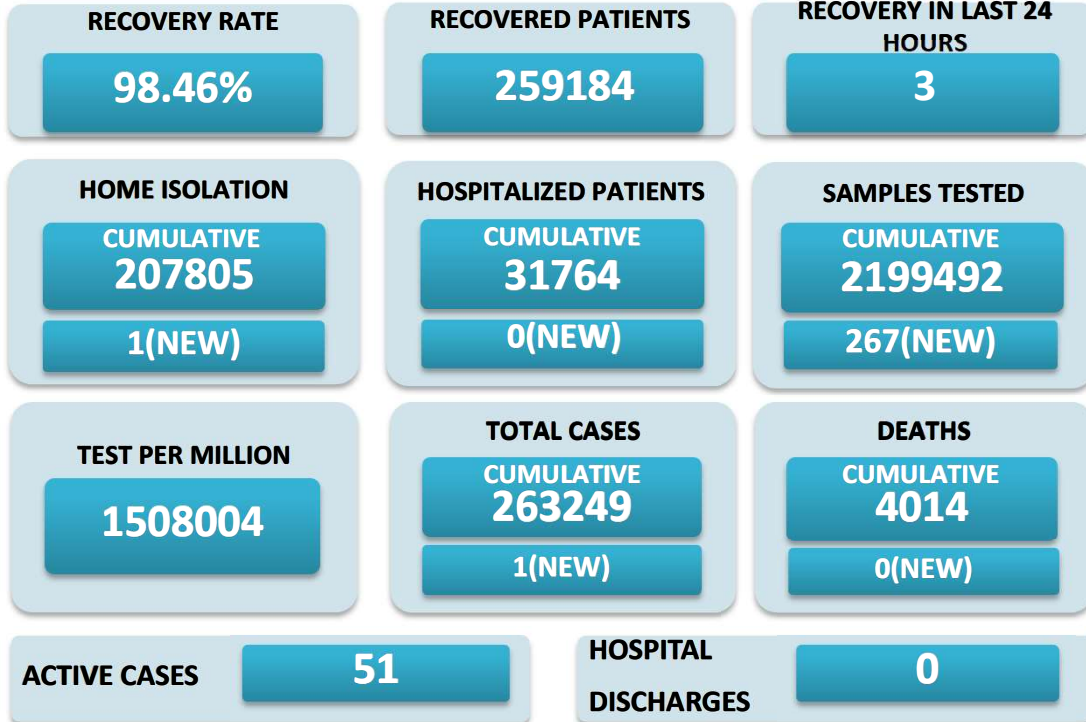 RECOVERY RATE
98.46%
RECOVERED PATIENTS
259184
RECOVERY IN LAST 24
HOURS
3
HOME ISOLATION
CUMULATIVE
207805
1(NEW)
HOSPITALIZED PATIENTS
CUMULATIVE
31764
0(NEW)
SAMPLES TESTED
CUMULATIVE
2199492
267(NEW)
TEST PER MILLION
1508004
TOTAL CASES
CUMULATIVE
263249
1(NEW)
DEATHS
CUMULATIVE
4014
0(NEW)
ACTIVE CASES
51
HOSPITAL
DISCHARGES
0